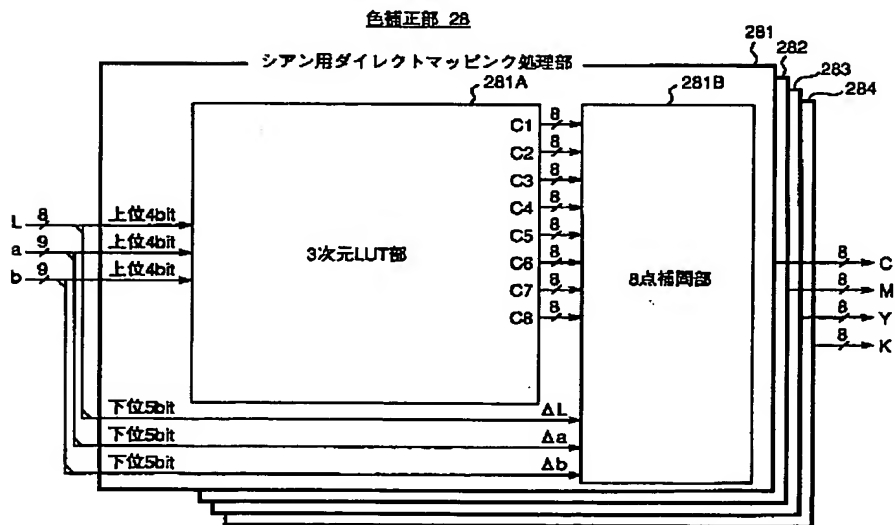 色補正部 28
281
282
283
284
シアン用ダイレクトマッピンク処理部
281A
281B
C1 8
C2 8
C3 8
C4 8
C5 8
C6 8
C7 8
C8 8
L 8 上位4bit
a 9 上位4bit
b 9 上位4bit
3次元LUT部
8点補間部
8 C
8 M
8 Y
8 K
下位5bit ΔL
下位5bit Δa
下位5bit Δb